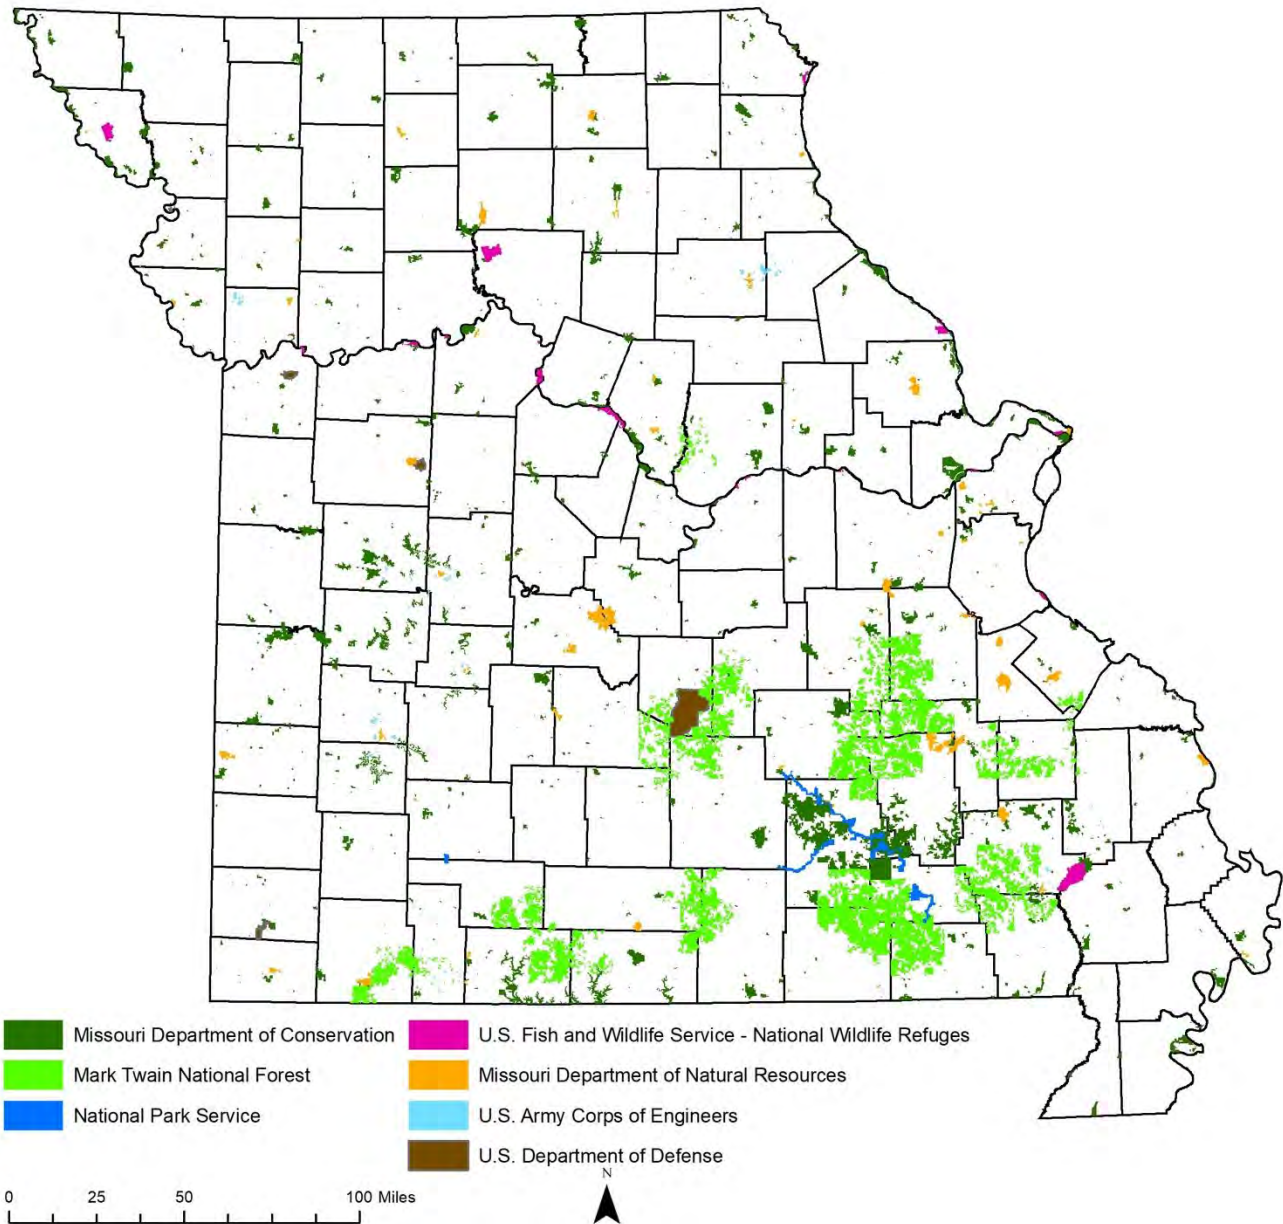 Missouri Department of Conservation
U.S. Fish and Wildlife Service - National Wildlife Refuges
Mark Twain National Forest
Missouri Department of Natural Resources
National Park Service
U.S. Army Corps of Engineers
U.S. Department of Defense
N
0 25 50 100 Miles